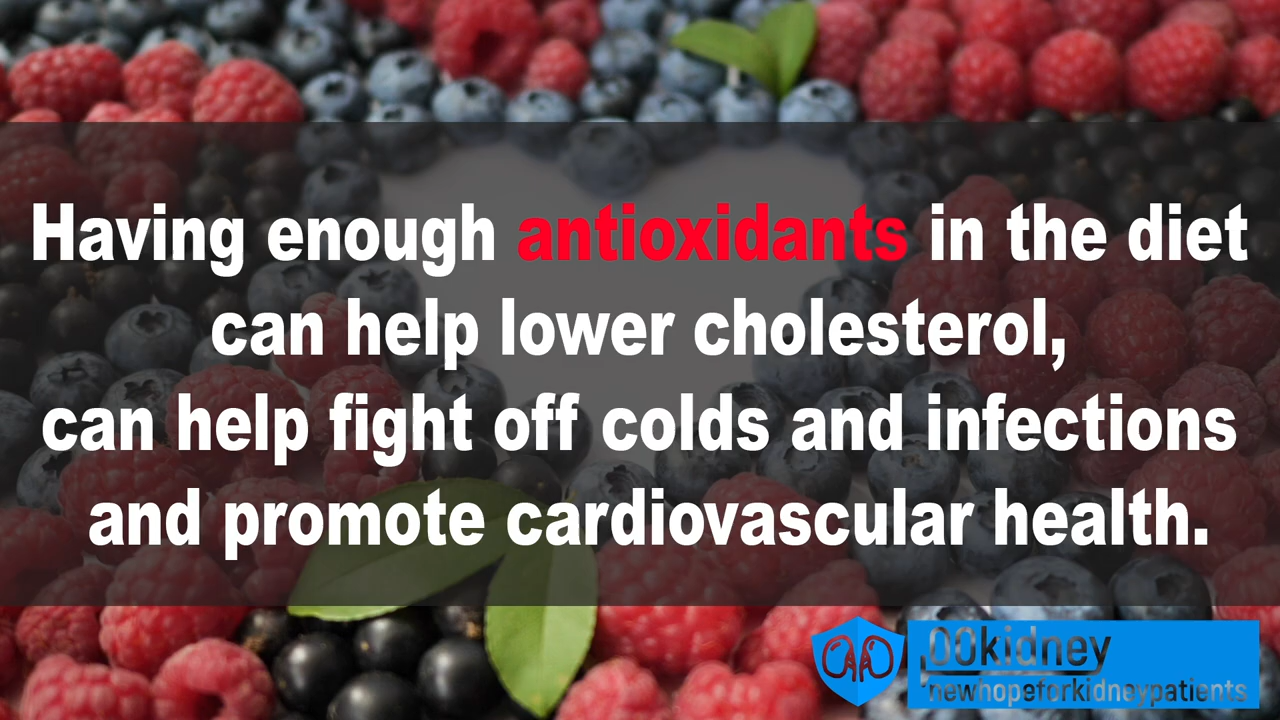 Having enough antioxidants in the diet
can help lower cholesterol,
can help fight off colds and infections
and promote cardiovascular health.
00kidney
newhopeforkidneypatients